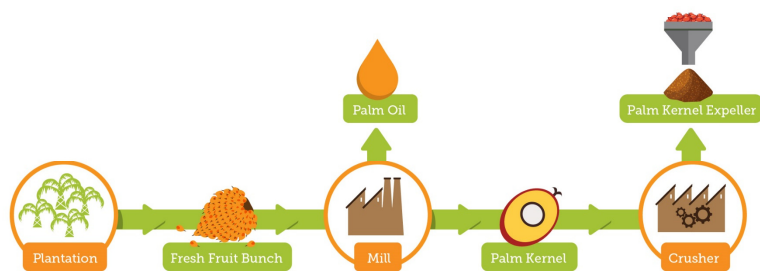 Palm Oil
Palm Kernel Expeller
Plantation
Fresh Fruit Bunch
Mill
Palm Kernel
Crusher